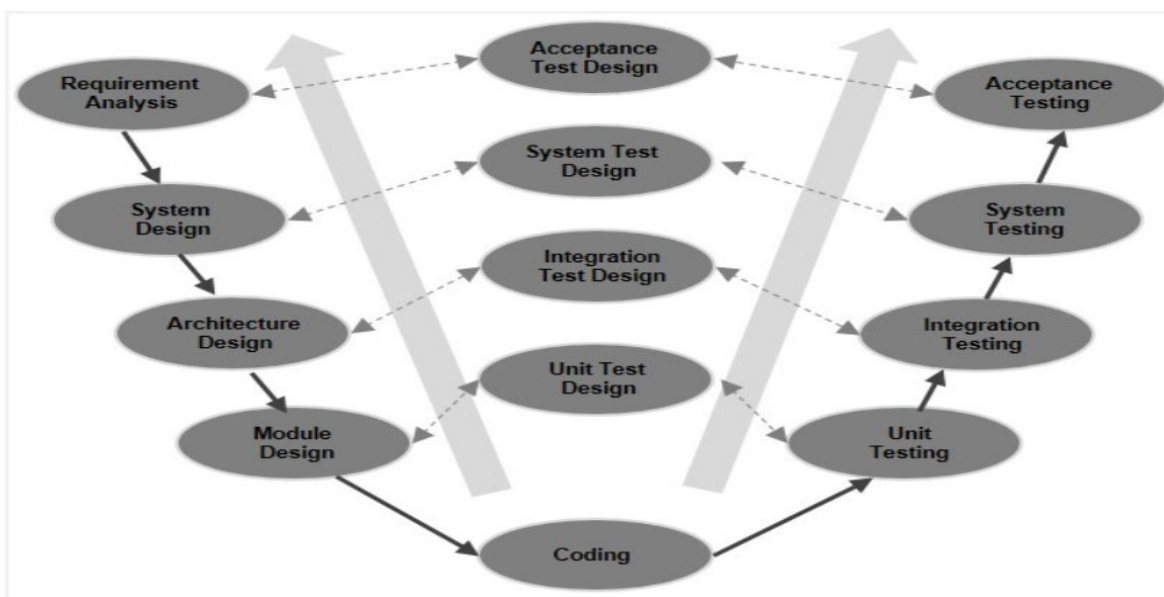 Acceptance
Test Design
Requirement
Analysis
Acceptance
Testing
System Test
Design
System
Design
System
Testing
Integration
Test Design
Architecture
Design
Integration
Testing
Unit Test
Design
Module
Design
Unit
Testing
Coding